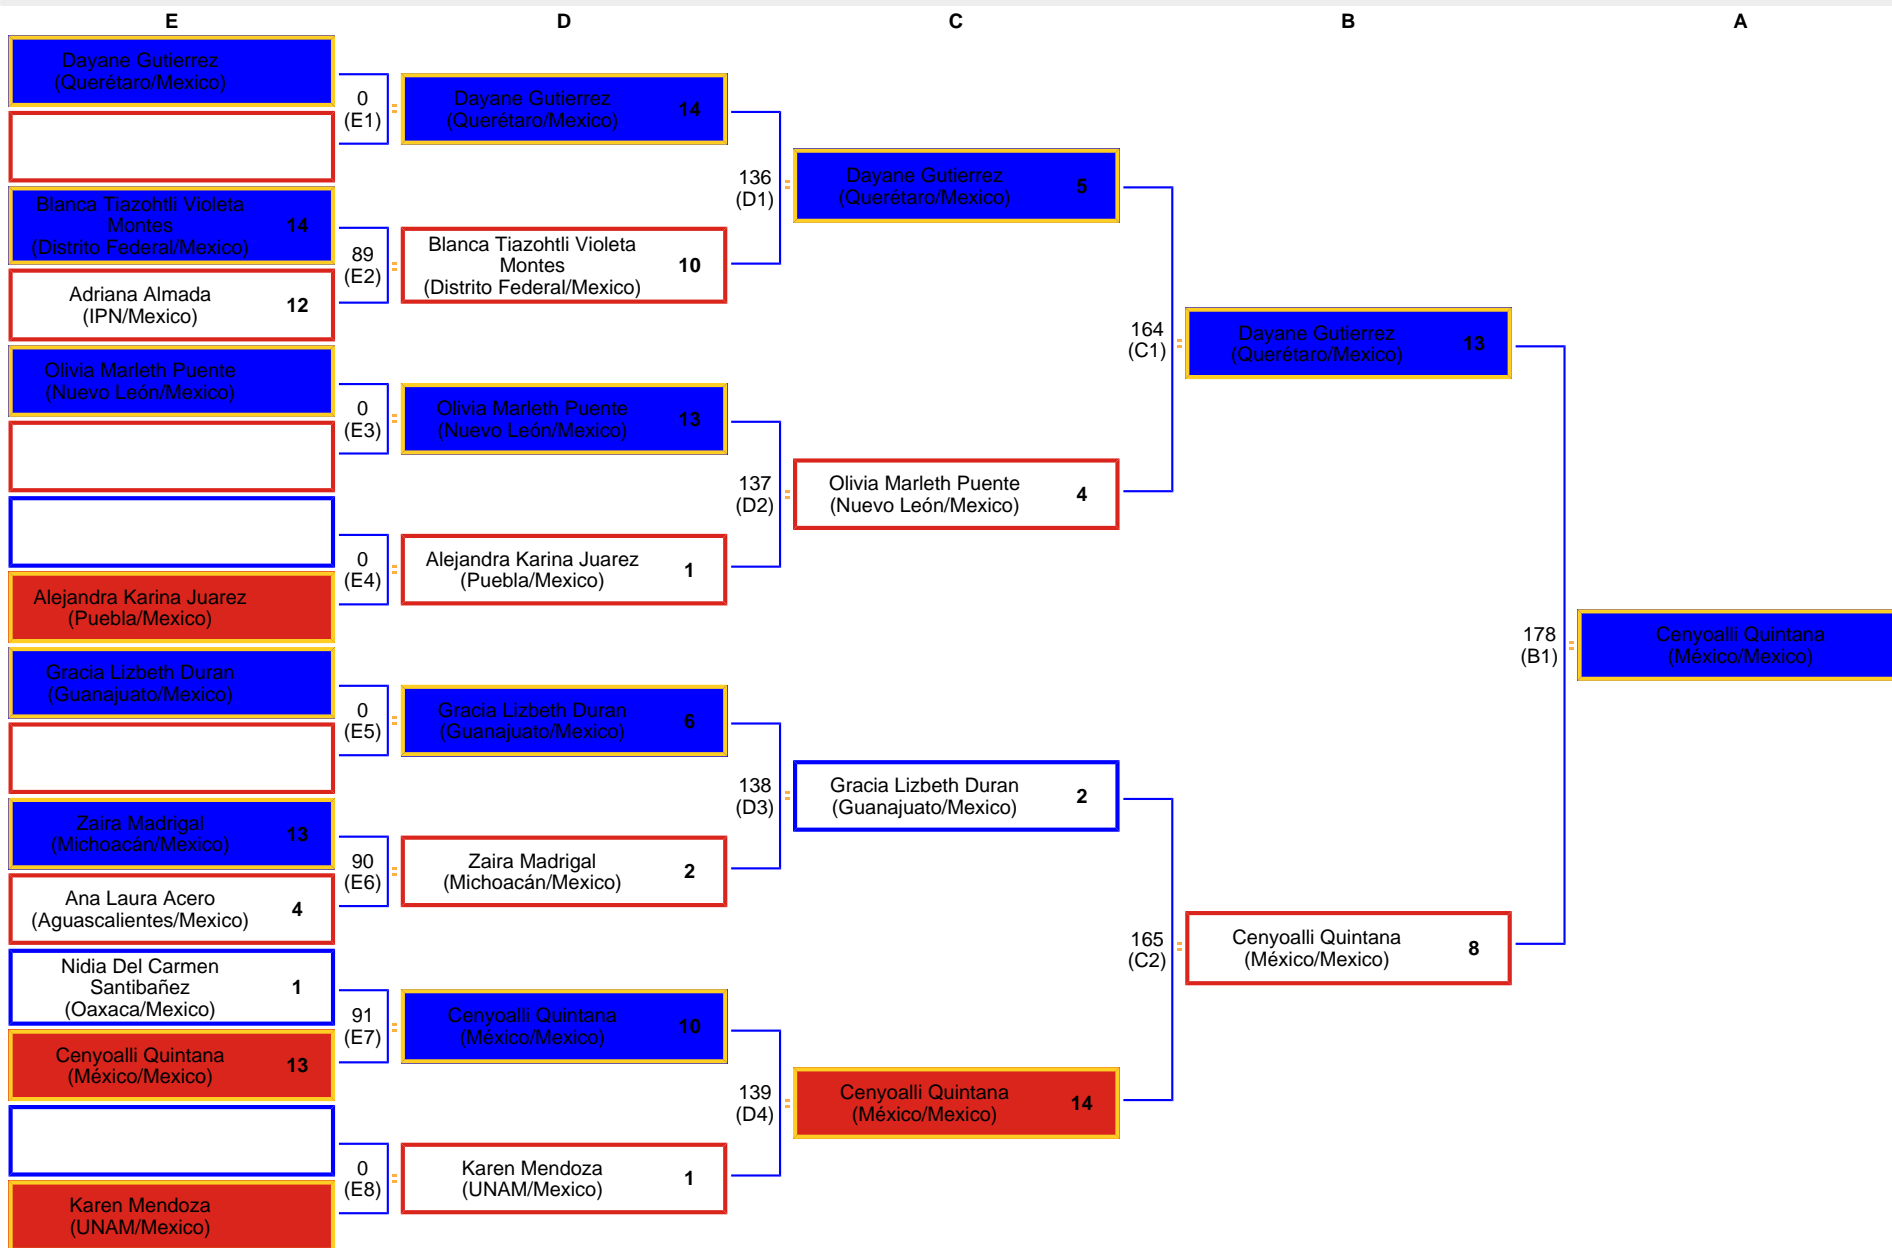 E
D
C
B
A
Dayane Gutierrez
(Querétaro/Mexico)
Blanca Tiazohtli Violeta
Montes
(Distrito Federal/Mexico)
14
Adriana Almada
(IPN/Mexico)
12
Olivia Marleth Puente
(Nuevo León/Mexico)
Alejandra Karina Juarez
(Puebla/Mexico)
Gracia Lizbeth Duran
(Guanajuato/Mexico)
Zaira Madrigal
(Michoacán/Mexico)
13
Ana Laura Acero
(Aguascalientes/Mexico)
4
Nidia Del Carmen
Santibañez
(Oaxaca/Mexico)
1
Cenyoalli Quintana
(México/Mexico)
13
Karen Mendoza
(UNAM/Mexico)
0
(E1)
89
(E2)
0
(E3)
0
(E4)
0
(E5)
90
(E6)
91
(E7)
0
(E8)
Dayane Gutierrez
(Querétaro/Mexico)
14
Blanca Tiazohtli Violeta
Montes
(Distrito Federal/Mexico)
10
Olivia Marleth Puente
(Nuevo León/Mexico)
13
Alejandra Karina Juarez
(Puebla/Mexico)
1
Gracia Lizbeth Duran
(Guanajuato/Mexico)
6
Zaira Madrigal
(Michoacán/Mexico)
2
Cenyoalli Quintana
(México/Mexico)
10
Karen Mendoza
(UNAM/Mexico)
1
136
(D1)
137
(D2)
138
(D3)
139
(D4)
Dayane Gutierrez
(Querétaro/Mexico)
5
Olivia Marleth Puente
(Nuevo León/Mexico)
4
Gracia Lizbeth Duran
(Guanajuato/Mexico)
2
Cenyoalli Quintana
(México/Mexico)
14
164
(C1)
165
(C2)
Dayane Gutierrez
(Querétaro/Mexico)
13
Cenyoalli Quintana
(México/Mexico)
8
178
(B1)
Cenyoalli Quintana
(México/Mexico)